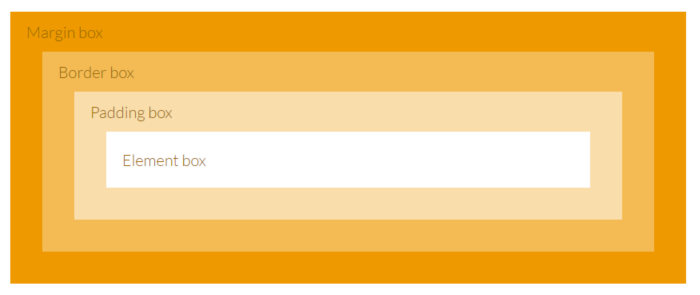 Margin box
Border box
Padding box
Element box